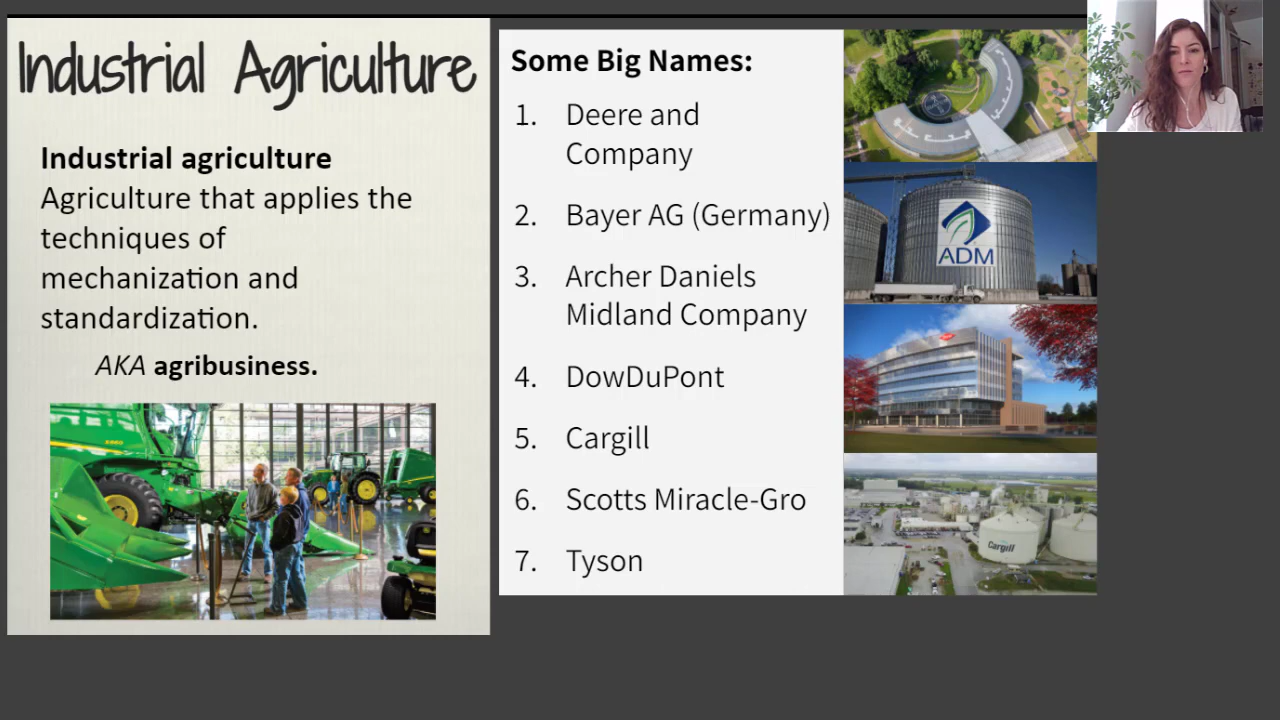 Industrial Agriculture
Industrial agriculture
Agriculture that applies the
techniques of
mechanization and
standardization.
AKA agribusiness.
Some Big Names:
1. Deere and
Company
2. Bayer AG (Germany)
3. Archer Daniels
Midland Company
4. DowDuPont
5. Cargill
6. Scotts Miracle-Gro
7. Tyson
ADM
Cargill